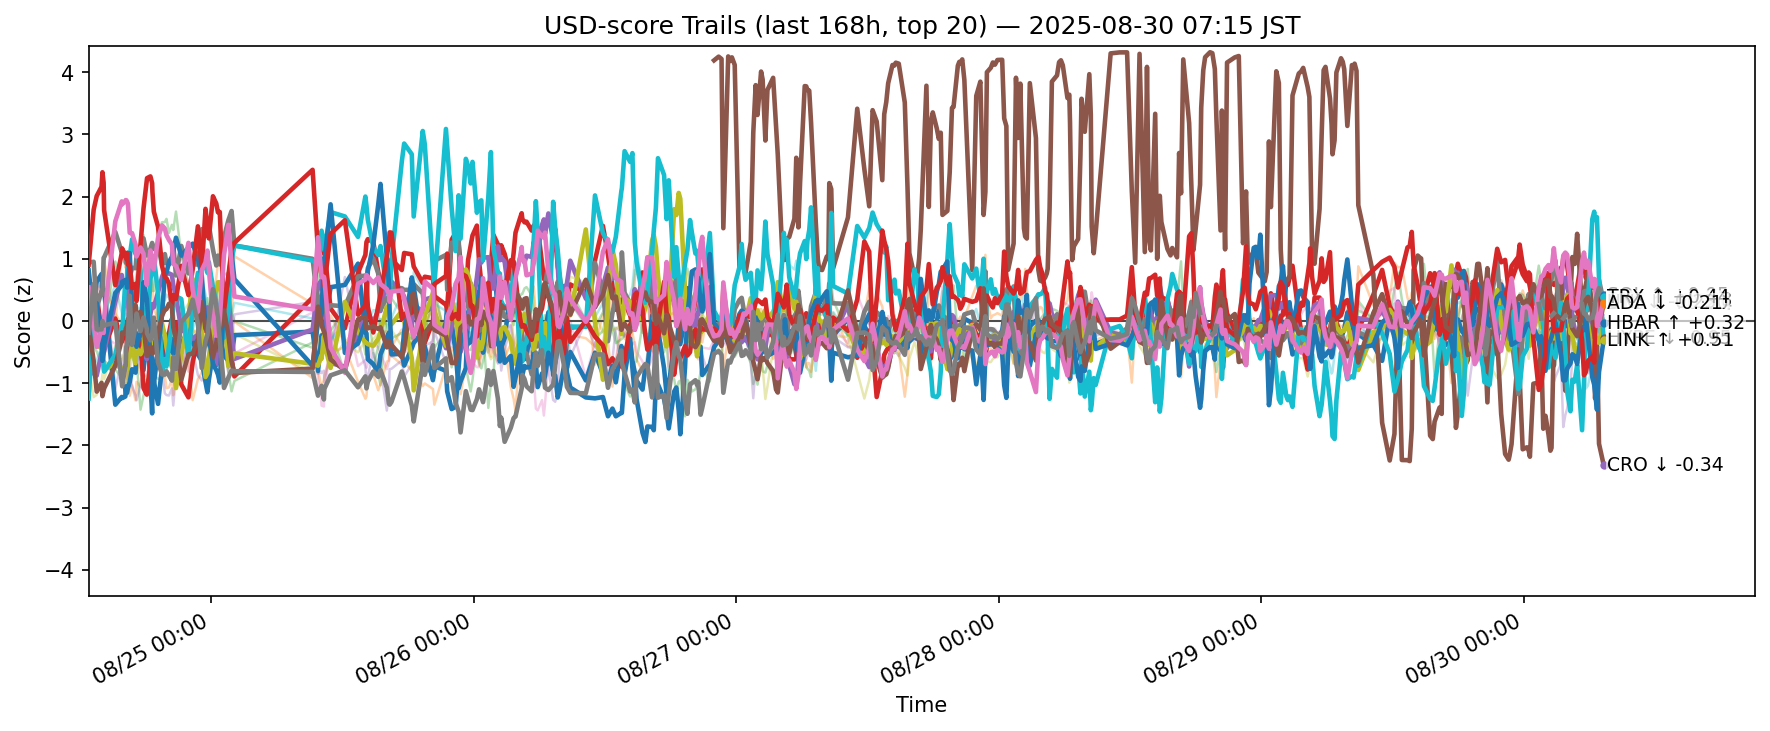 USD-score Trails (last 168h, top 20) — 2025-08-30 07:15 JST
Score (z)
4
3
2
1
0
−1
−2
−3
−4
ADA ↓ -0.21
HBAR ↑ +0.32
LINK ↑ +0.51
CRO ↓ -0.34
08/25 00:00
08/26 00:00
08/27 00:00
08/28 00:00
08/29 00:00
08/30 00:00
Time